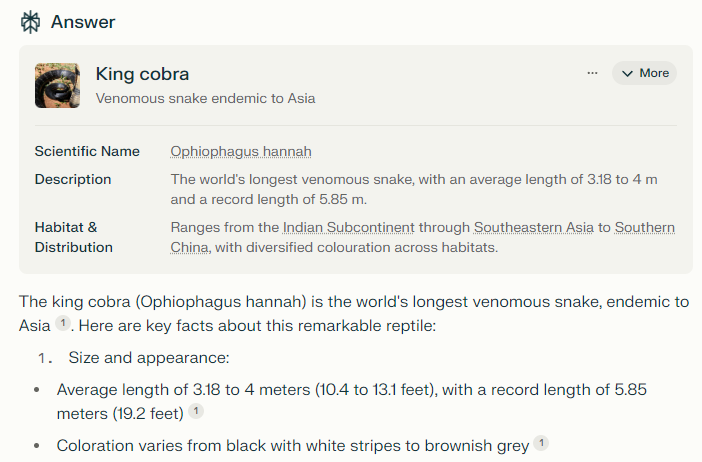 Answer
King cobra
... More
Venomous snake endemic to Asia
Scientific Name Ophiophagus hannah
Description The world's longest venomous snake, with an average length of 3.18 to 4 m
and a record length of 5.85 m.
Habitat & Ranges from the Indian Subcontinent through Southeastern Asia to Southern
Distribution China, with diversified colouration across habitats.
The king cobra (Ophiophagus hannah) is the world's longest venomous snake, endemic to
Asia 1. Here are key facts about this remarkable reptile:
1. Size and appearance:
• Average length of 3.18 to 4 meters (10.4 to 13.1 feet), with a record length of 5.85
meters (19.2 feet) 1
• Coloration varies from black with white stripes to brownish grey 1